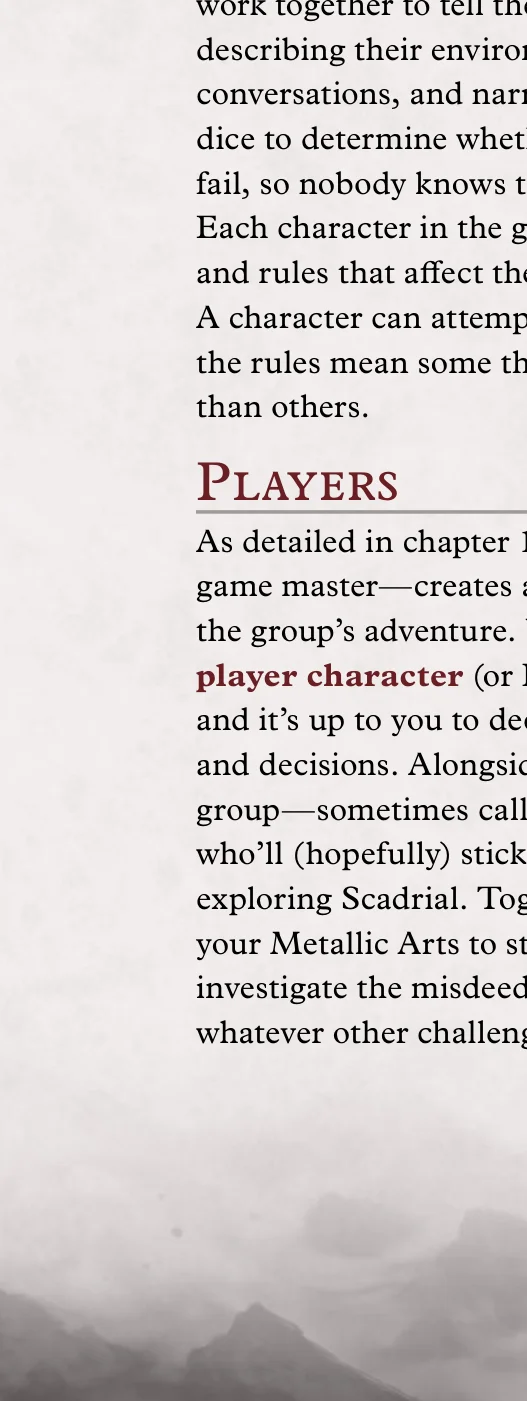 work together to tell the
describing their enviro
conversations, and narr
dice to determine whet
fail, so nobody knows t
Each character in the g
and rules that affect the
A character can attemp
the rules mean some th
than others.
PLAYERS
As detailed in chapter 1
game master—creates a
the group's adventure.
player character (or
and it's up to you to dec
and decisions. Alongsid
group—sometimes call
who'll (hopefully) stick
exploring Scadrial. Tog
your Metallic Arts to st
investigate the misdeed
whatever other challeng